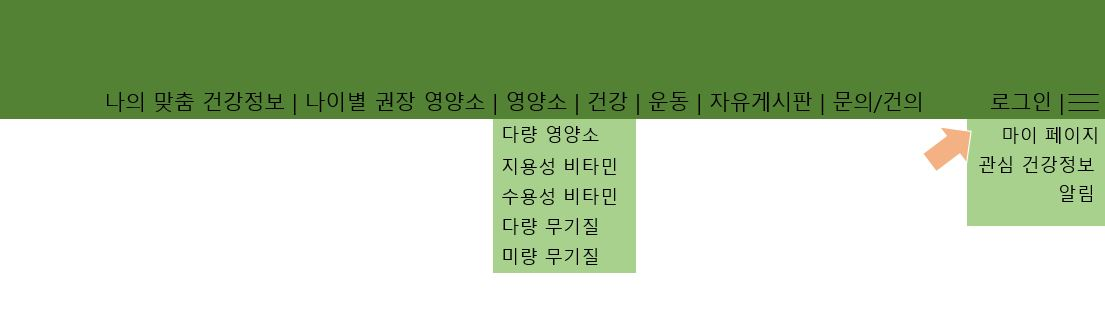 나의 맞춤 건강정보 | 나이별 권장 영양소 | 영양소 | 건강 | 운동 | 자유게시판 | 문의/건의 로그인 |
다량 영양소
지용성 비타민
수용성 비타민
다량 무기질
미량 무기질
마이 페이지
관심 건강정보
알림